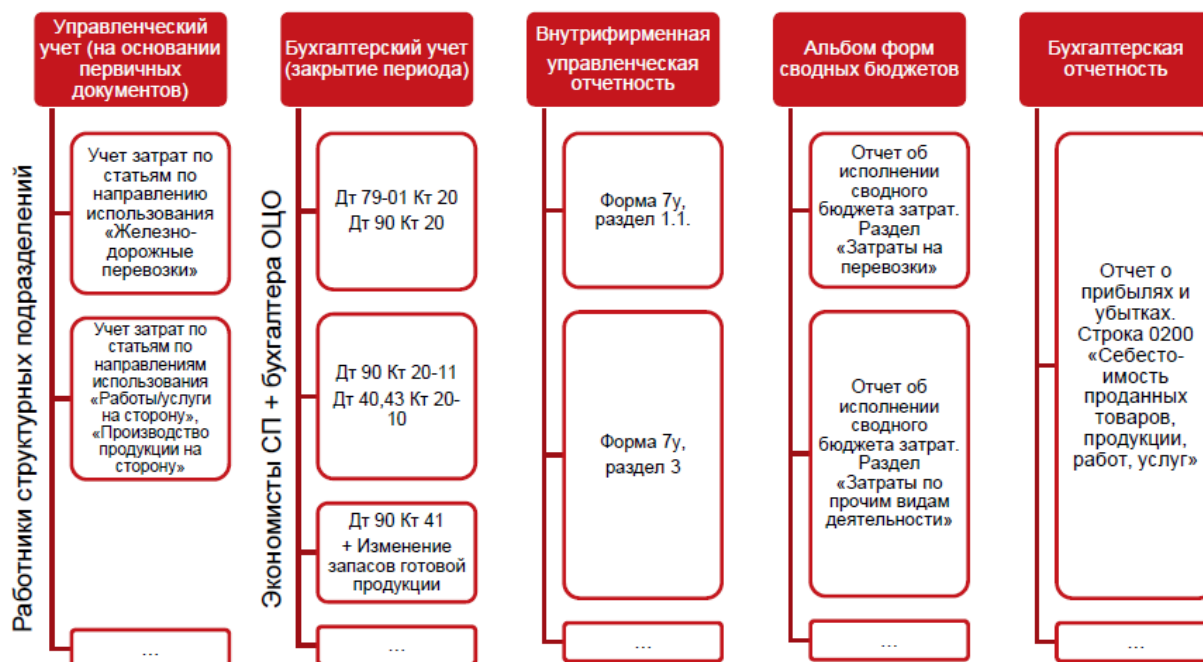 Управленческий
учет (на основании
первичных
документов)
Бухгалтерский учет
(закрытие периода)
Внутрифирменная
управленческая
отчетность
Альбом форм
сводных бюджетов
Бухгалтерская
отчетность
Работники структурных подразделений
Учет затрат по
статьям по
направлению
использования
«Железно-
дорожные
перевозки»
Учет затрат по
статьям по
направлениям
использования
«Работы/услуги
на сторону»,
«Производство
продукции на
сторону»
...
Экономисты СП + бухгалтера ОЦО
Дт 79-01 Кт 20
Дт 90 Кт 20
Дт 90 Кт 20-11
Дт 40,43 Кт 20-
10
Дт 90 Кт 41
+ Изменение
запасов готовой
продукции
...
Форма 7у,
раздел 1.1.
Форма 7у,
раздел 3
...
Отчет об
исполнении
сводного
бюджета затрат.
Раздел
«Затраты на
перевозки»
Отчет об
исполнении
сводного
бюджета затрат.
Раздел
«Затраты по
прочим видам
деятельности»
...
Отчет о
прибылях и
убытках.
Строка 0200
«Себесто-
имость
проданных
товаров,
продукции,
работ, услуг»
...